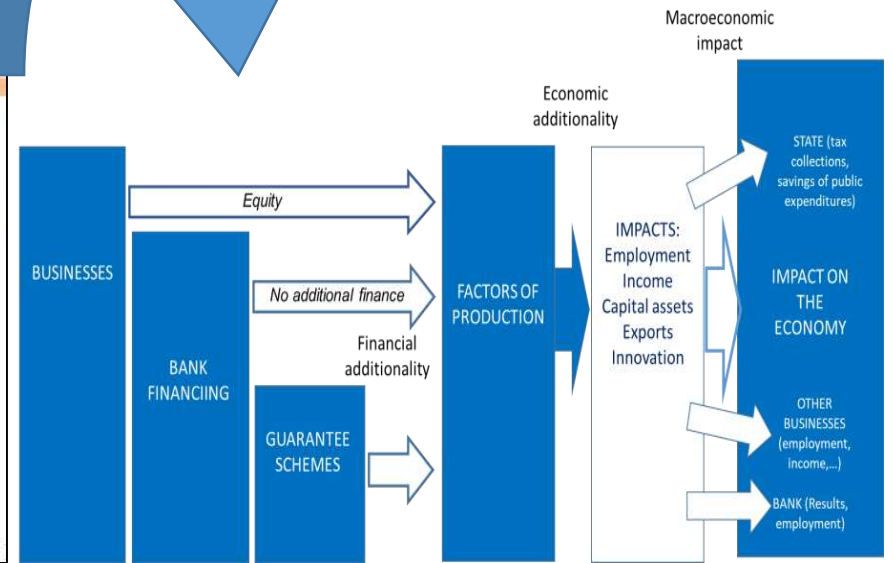 Macroeconomic
impact
Economic
additionality
STATE (tax
collections,
savings of public
expenditures)
Equity
BUSINESSES
IMPACTS:
Employment
Income
Capital assets
Exports
Innovation
No additional finance
FACTORS OF
PRODUCTION
IMPACT ON
THE
ECONOMY
Financial
additionality
BANK
FINANCIING
GUARANTEE
SCHEMES
OTHER
BUSINESSES
(employment,
income,...)
BANK (Results,
employment)